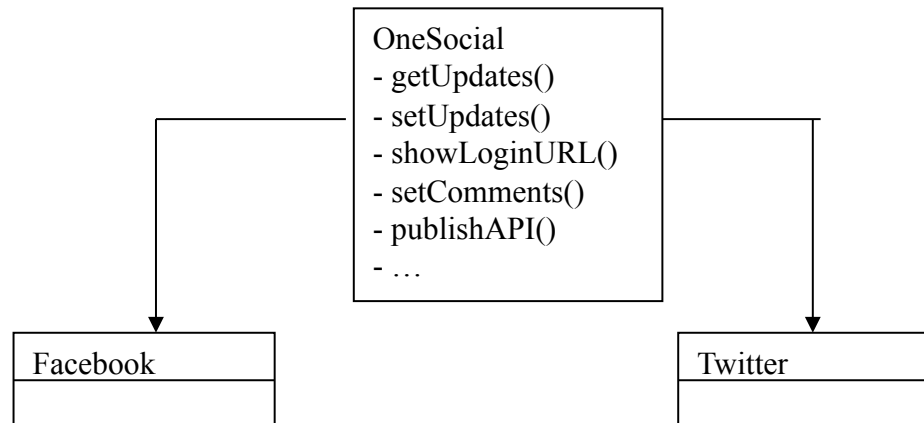 OneSocial
- getUpdates()
- setUpdates()
- showLoginURL()
- setComments()
- publishAPI()
- …
Facebook
Twitter